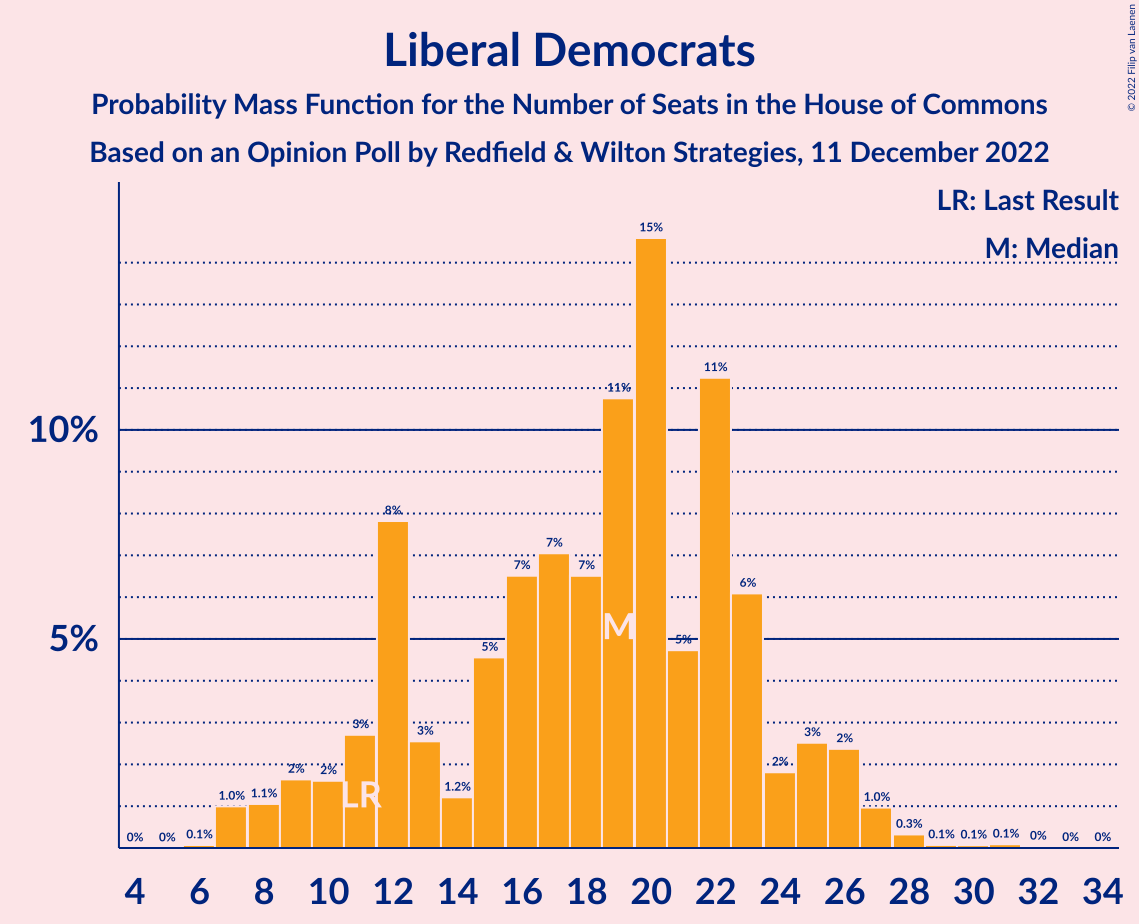 © 2022 Filip van Laenen
Liberal Democrats
Probability Mass Function for the Number of Seats in the House of Commons
Based on an Opinion Poll by Redfield & Wilton Strategies, 11 December 2022
LR: Last Result
M: Median
10%
5%
0% 0% 0.1% 1.0% 1.1% 2% 2% 3% 8% 3% 1.2% 5% 7% 7% 7% 11% 15% 5% 11% 6% 2% 3% 2% 1.0% 0.3% 0.1% 0.1% 0.1% 0% 0% 0%
M
LR
4 6 8 10 12 14 16 18 20 22 24 26 28 30 32 34